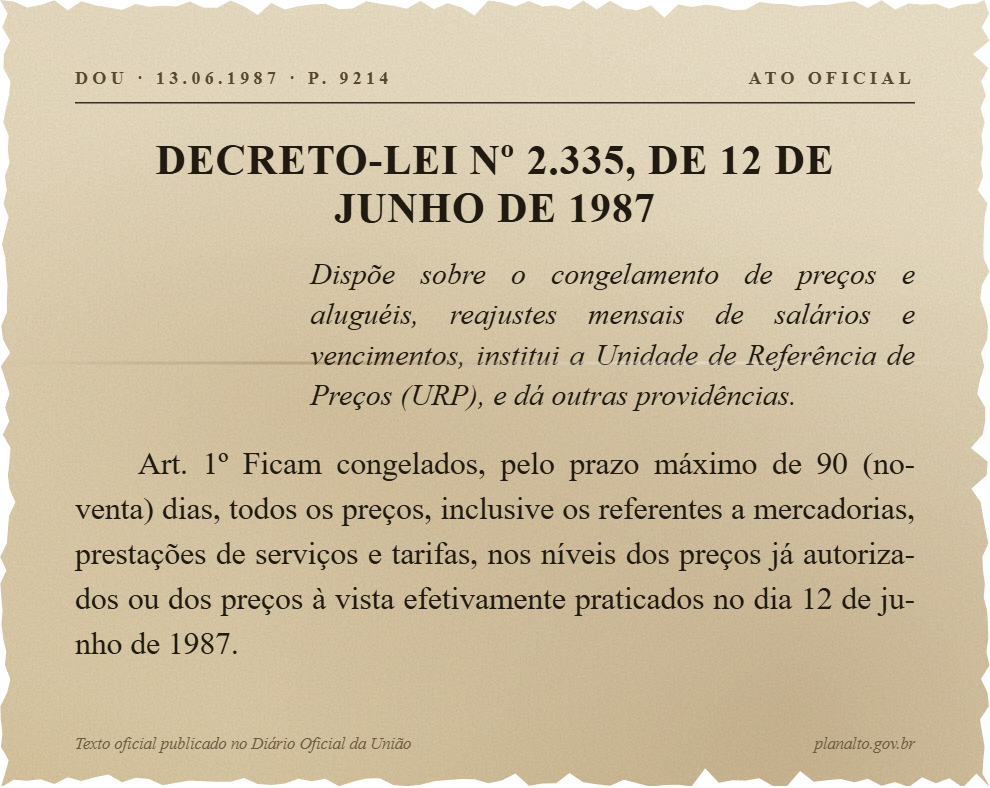 DOU · 13.06.1987 · P. 9214
ATO OFICIAL
DECRETO-LEI Nº 2.335, DE 12 DE
JUNHO DE 1987
Dispõe sobre o congelamento de preços e
aluguéis, reajustes mensais de salários e
vencimentos, institui a Unidade de Referência de
Preços (URP), e dá outras providências.
Art. 1º Ficam congelados, pelo prazo máximo de 90 (no-
venta) dias, todos os preços, inclusive os referentes a mercadorias,
prestações de serviços e tarifas, nos níveis dos preços já autoriza-
dos ou dos preços à vista efetivamente praticados no dia 12 de ju-
nho de 1987.
Texto oficial publicado no Diário Oficial da União
planalto.gov.br